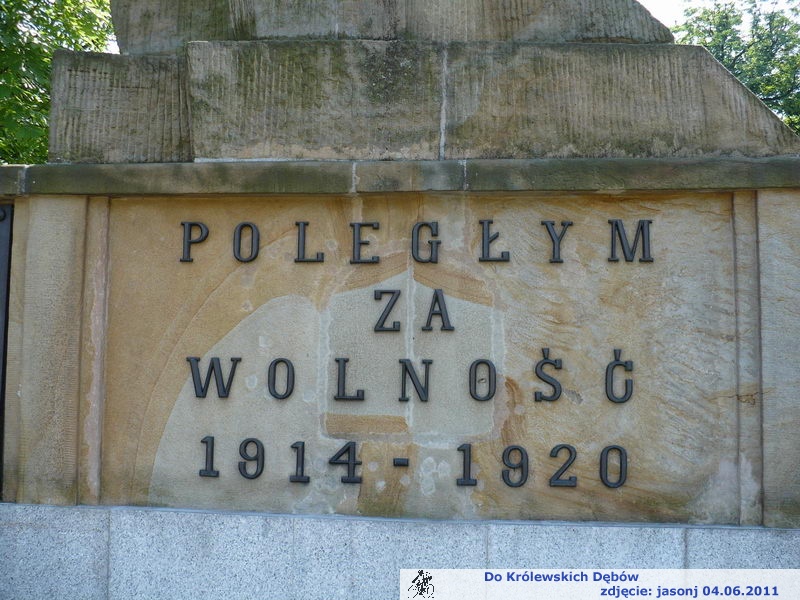 POLEGŁYM
ZA
WOLNOŚĆ
1914-1920
Do Królewskich Dębów
zdjęcie: jasonj 04.06.2011